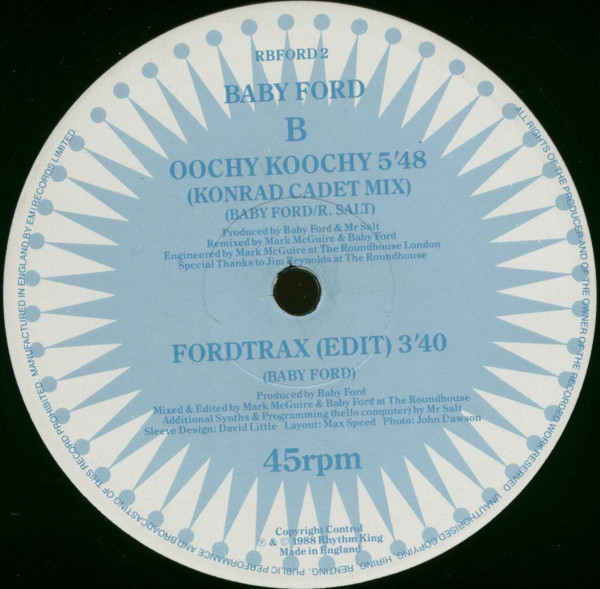 RBFORD 2
BABY FORD
B
OOCHY KOOCHY 5'48
(KONRAD CADET MIX)
(BABY FORD/R. SALT)
Produced by Baby Ford & Mr Salt
Remixed by Mark McGuire & Baby Ford
Engineered by Mark McGuire at The Roundhouse London
Special Thanks to Jim Reynolds at The Roundhouse
FORDTRAX (EDIT) 3'40
(BABY FORD)
Produced by Baby Ford
Mixed & Edited by Mark McGuire & Baby Ford at The Roundhouse
Additional Synths & Programming (hello computer) by Mr Salt
Sleeve Design: David Little Layout: Max Speed Photo: John Dawson
45rpm
Copyright Control
℗ & © 1988 Rhythm King
Made in England
ALL RIGHTS OF THE PRODUCER AND OF THE OWNER OF THE RECORDED WORK RESERVED. UNAUTHORISED COPYING, HIRING, RENTING, PUBLIC PERFORMANCE AND BROADCASTING OF THIS RECORD PROHIBITED. MANUFACTURED IN ENGLAND BY EMI RECORDS LIMITED.